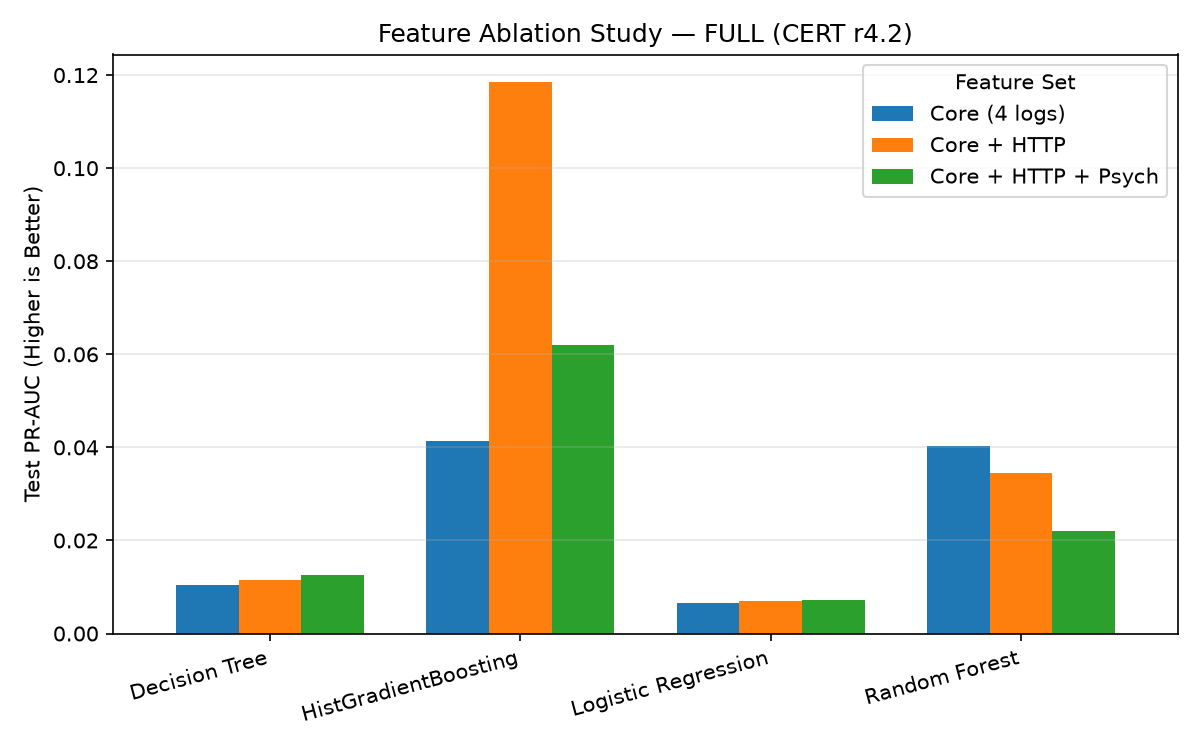 Feature Ablation Study — FULL (CERT r4.2)
Test PR-AUC (Higher is Better)
0.12
0.10
0.08
0.06
0.04
0.02
0.00
Feature Set
Core (4 logs)
Core + HTTP
Core + HTTP + Psych
Decision Tree
HistGradientBoosting
Logistic Regression
Random Forest